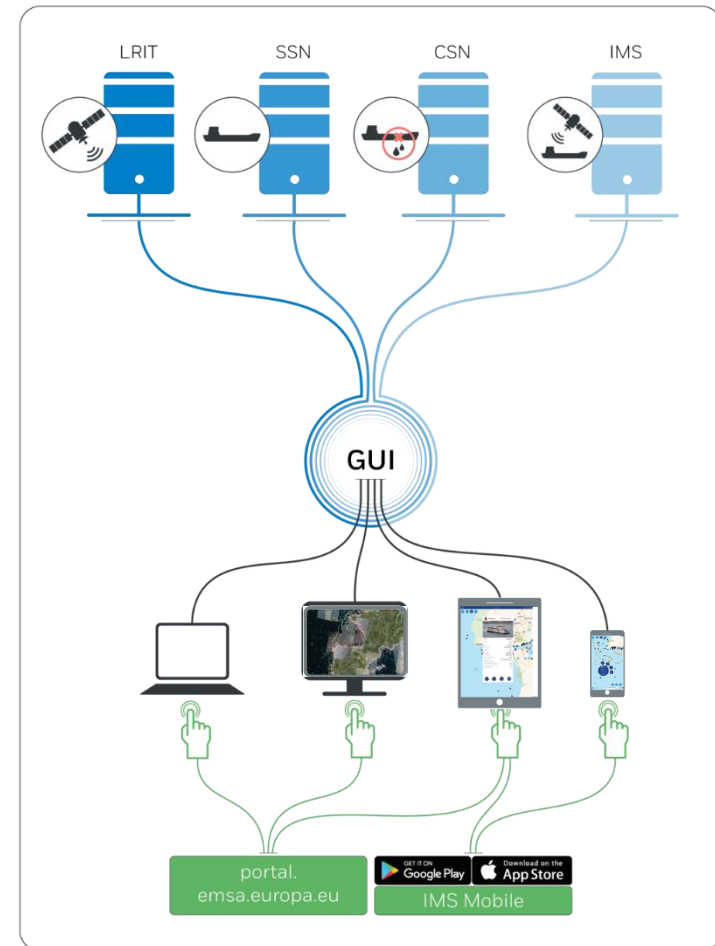 LRIT
SSN
CSN
IMS
GUI
portal.
emsa.europa.eu
GET IT ON
Google Play
Download on the
App Store
IMS Mobile